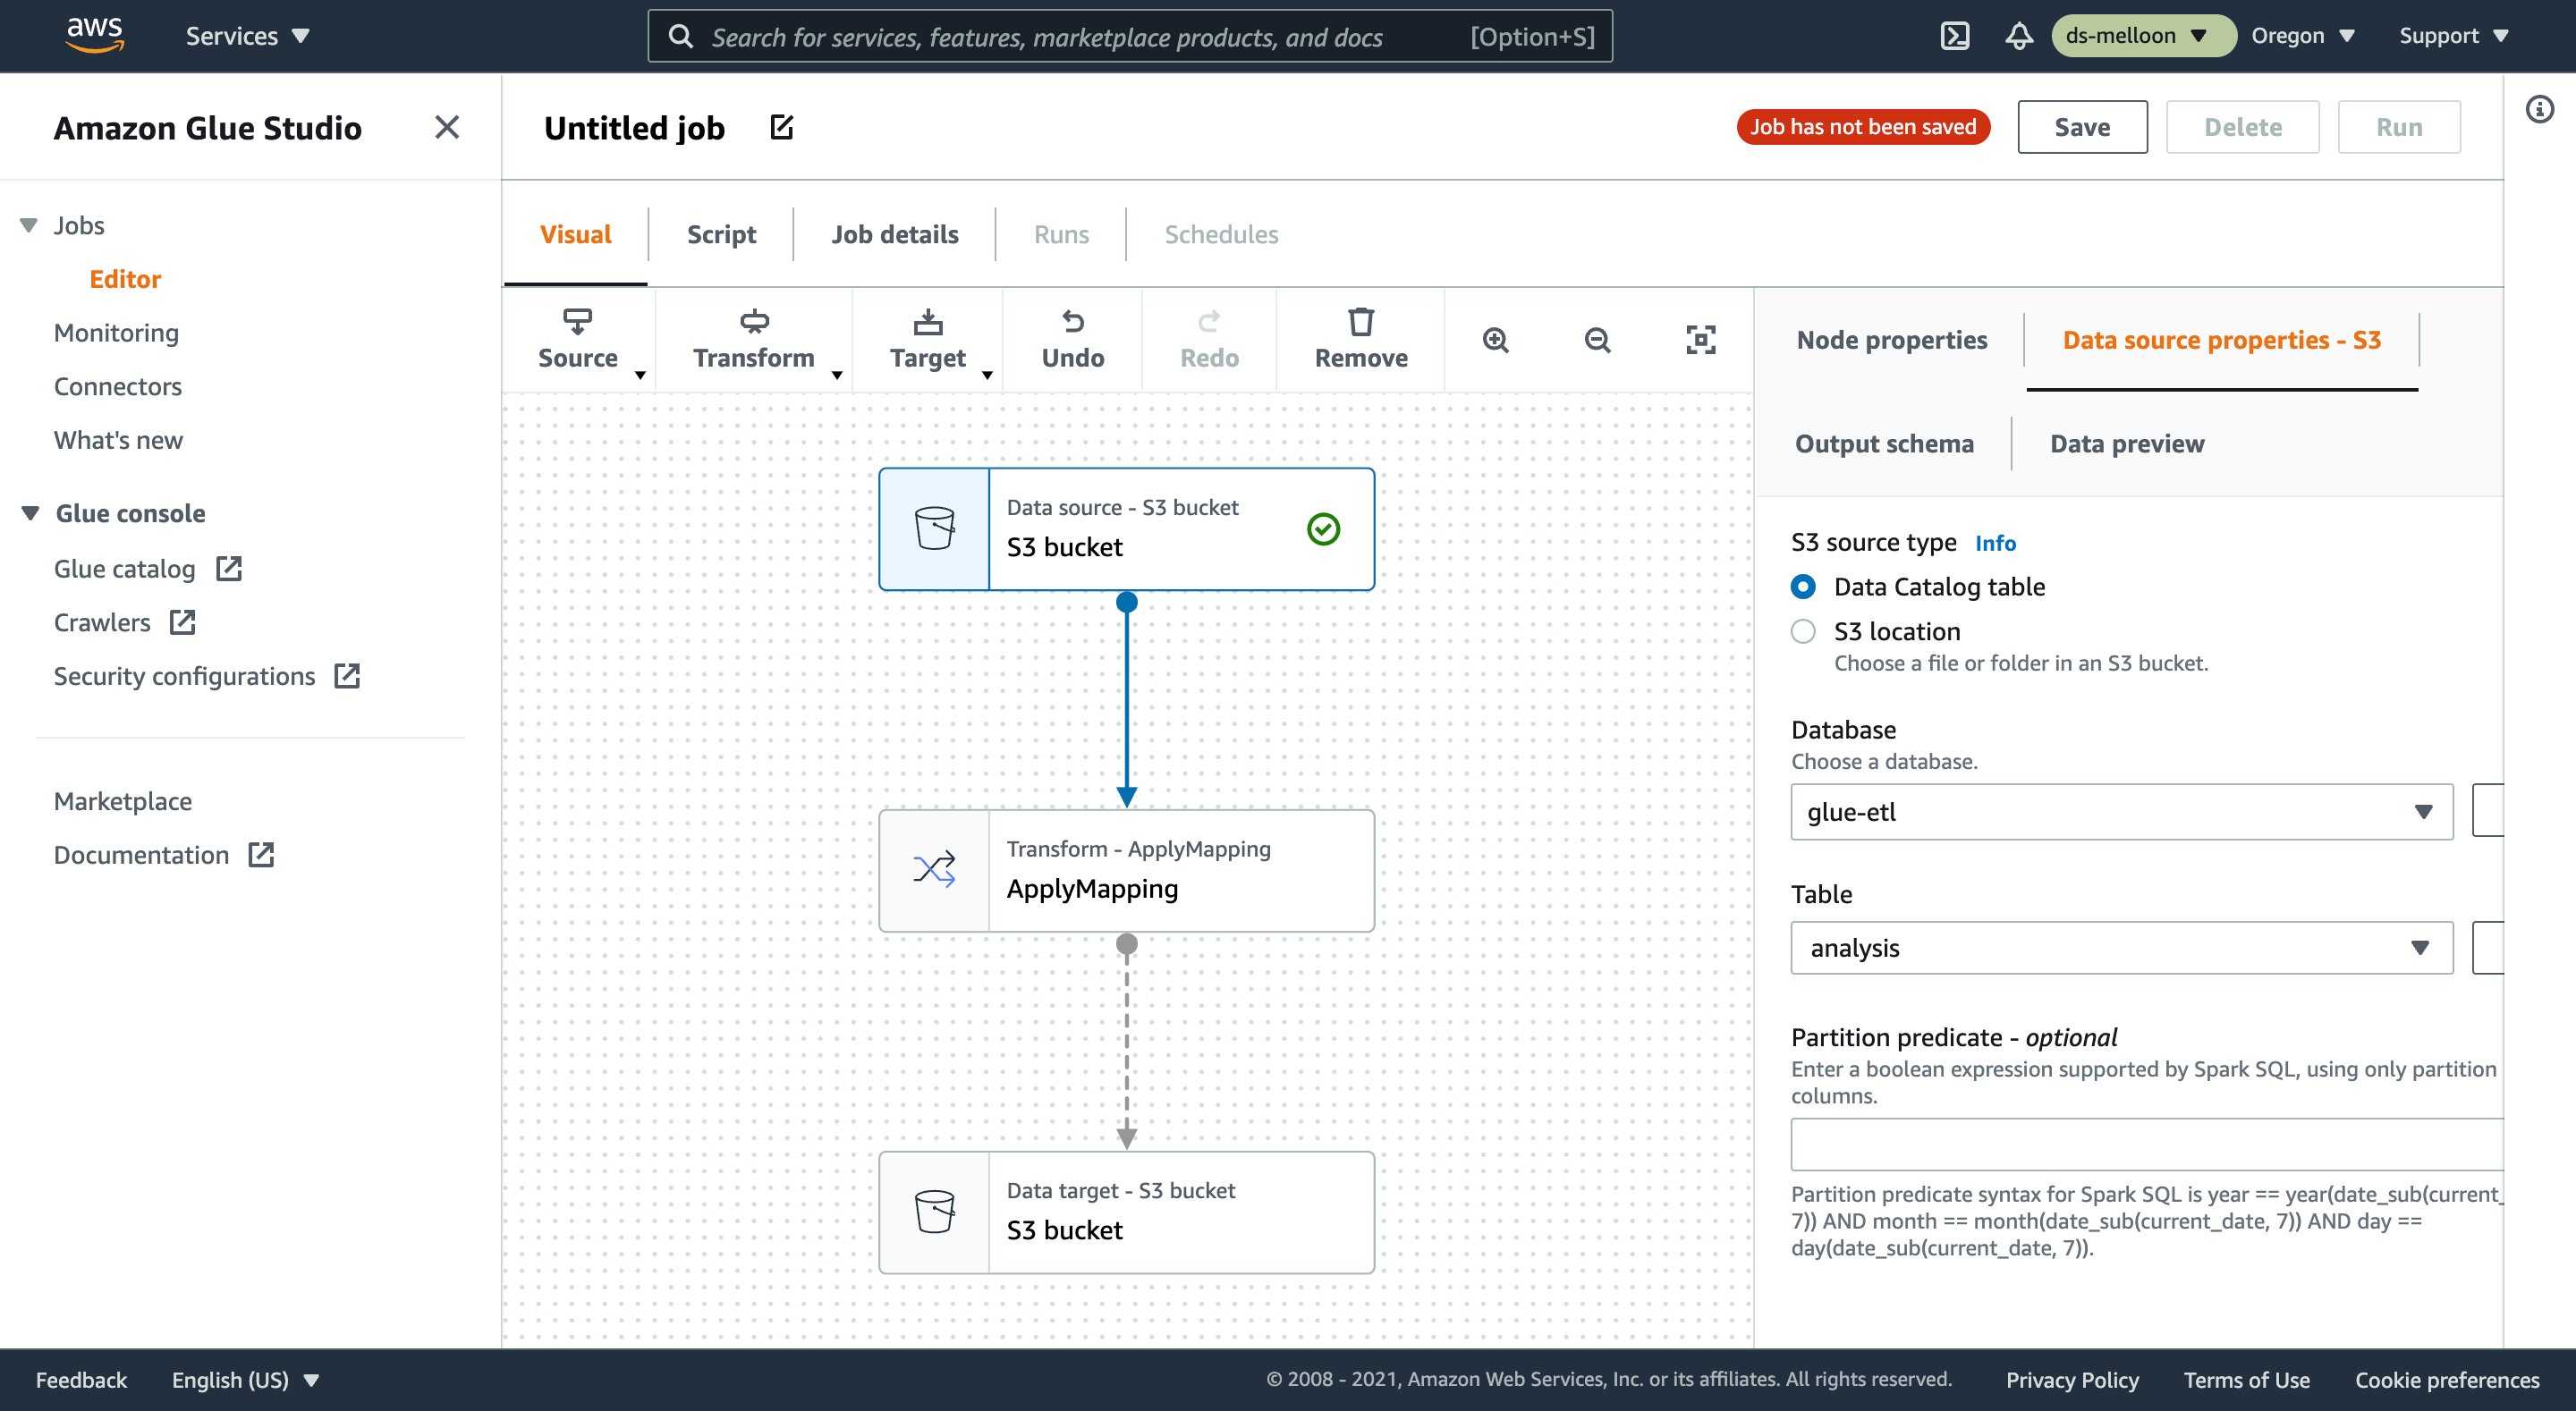 aws
Services
Search for services, features, marketplace products, and docs [Option+S]
ds-melloon
Oregon
Support
Amazon Glue Studio
Jobs
Editor
Monitoring
Connectors
What's new
Glue console
Glue catalog
Crawlers
Security configurations
Marketplace
Documentation
Untitled job
Job has not been saved
Save
Delete
Run
Visual
Script
Job details
Runs
Schedules
Source
Transform
Target
Undo
Redo
Remove
Data source - S3 bucket
S3 bucket
Transform - ApplyMapping
ApplyMapping
Data target - S3 bucket
S3 bucket
Node properties
Data source properties - S3
Output schema
Data preview
S3 source type Info
Data Catalog table
S3 location
Choose a file or folder in an S3 bucket.
Database
Choose a database.
glue-etl
Table
analysis
Partition predicate - optional
Enter a boolean expression supported by Spark SQL, using only partition
columns.
Partition predicate syntax for Spark SQL is year == year(date_sub(current_
7)) AND month == month(date_sub(current_date, 7)) AND day ==
day(date_sub(current_date, 7)).
Feedback
English (US)
© 2008 - 2021, Amazon Web Services, Inc. or its affiliates. All rights reserved.
Privacy Policy
Terms of Use
Cookie preferences